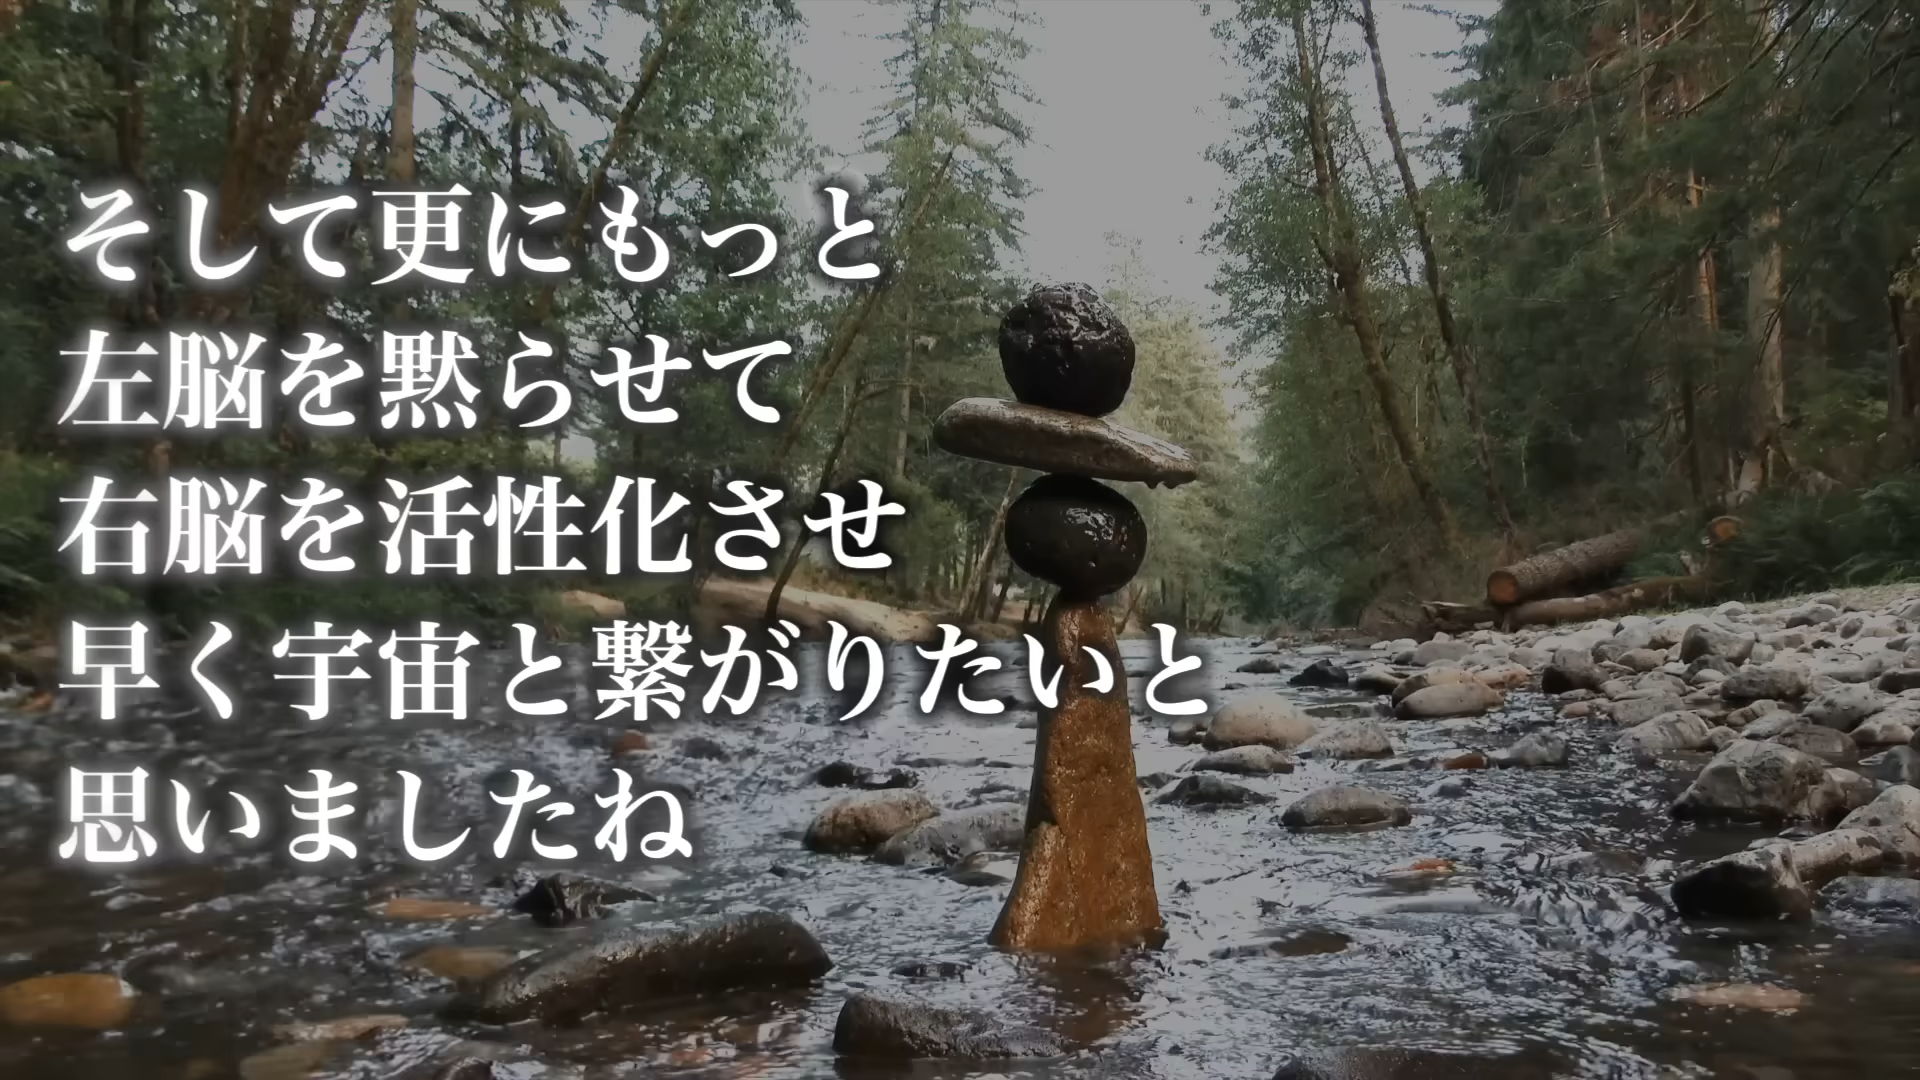 そして更にもっと
左脳を黙らせて
右脳を活性化させ
早く宇宙と繋がりたいと
思いましたね